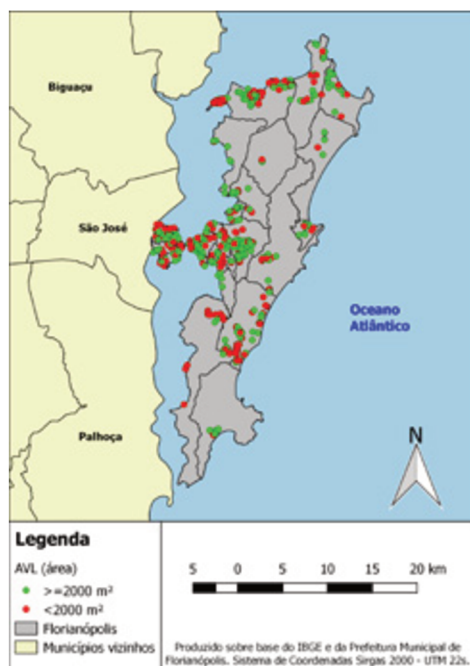 Biguaçu
São José
Oceano
Atlântico
Palhoça
N
Legenda
AVL (área)
>=2000 m²
<2000 m²
Florianópolis
Municípios vizinhos
5 0 5 10 15 20 km
Produzido sobre base do IBGE e da Prefeitura Municipal de
Florianópolis. Sistema de Coordenadas Sirgas 2000 - UTM 22s.